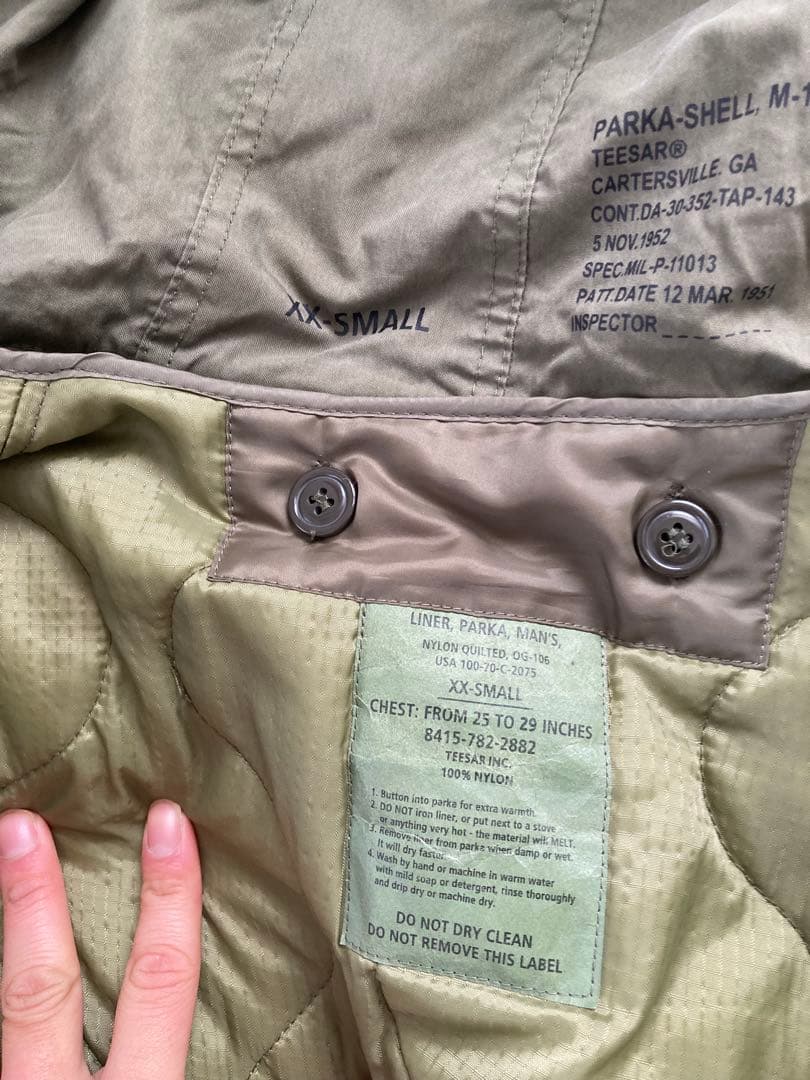 PARKA-SHELL, M-1
TEESAR®
CARTERSVILLE. GA
CONT.DA-30-352-TAP-143
5 NOV.1952
SPEC.MIL-P-11013
PATT.DATE 12 MAR. 1951
INSPECTOR _ _ _ _ _ _ _
XX-SMALL
LINER, PARKA, MAN'S,
NYLON QUILTED, OG-106
USA 100-70-C-2075
XX-SMALL
CHEST: FROM 25 TO 29 INCHES
8415-782-2882
TEESAR INC.
100% NYLON
1. Button into parka for extra warmth.
2. DO NOT iron liner, or put next to a stove
or anything very hot - the material will MELT.
3. Remove liner from parka when damp or wet.
It will dry faster.
4. Wash by hand or machine in warm water
with mild soap or detergent, rinse thoroughly
and drip dry or machine dry.
DO NOT DRY CLEAN
DO NOT REMOVE THIS LABEL